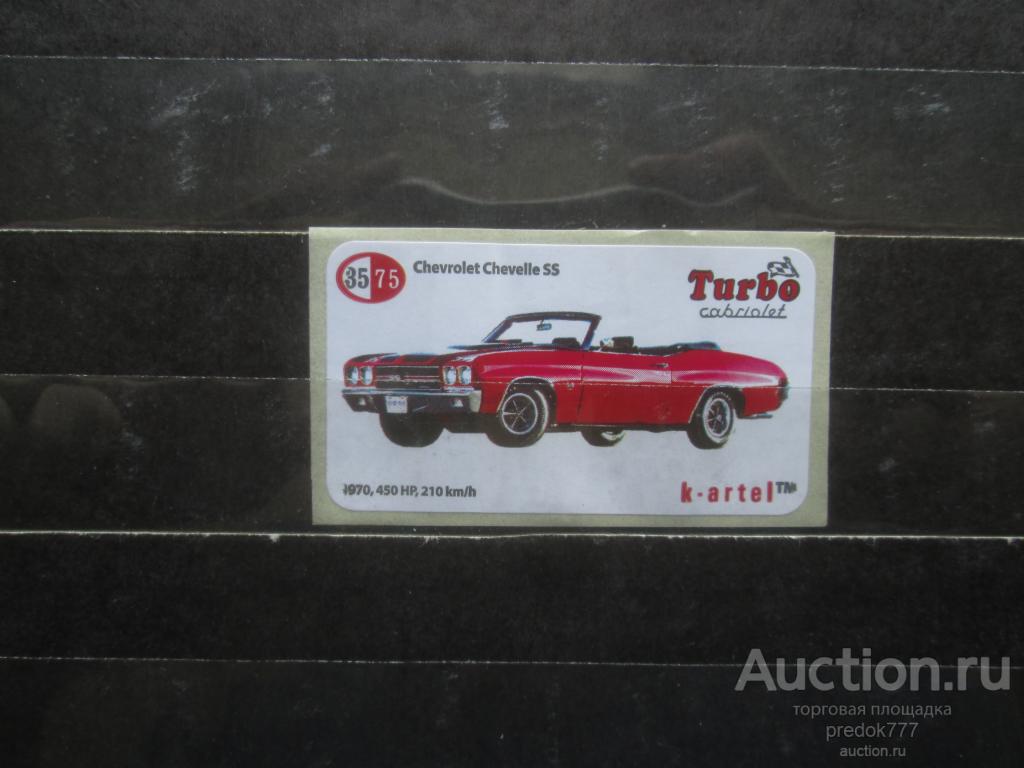 35 75
Chevrolet Chevelle SS
Turbo
cabriolet
1970, 450 HP, 210 km/h
k-artel™
Auction.ru
торговая площадка
predok777
auction.ru